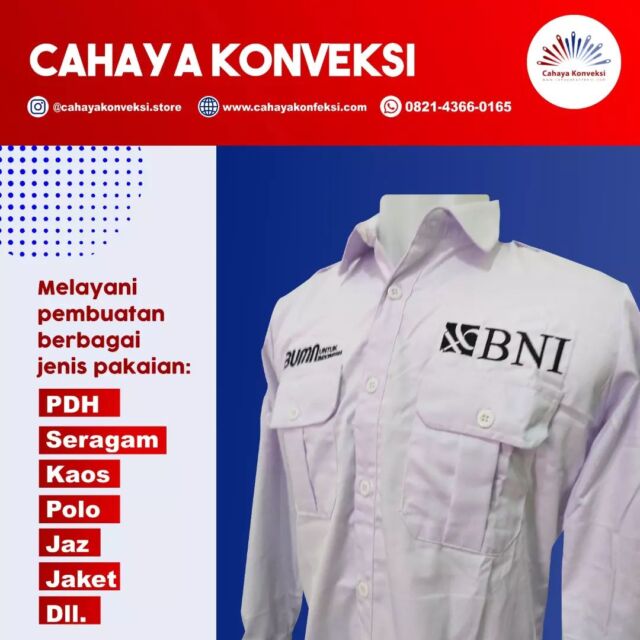 CAHAYA KONVEKSI
@cahayakonveksi.store
www.cahayakonfeksi.com
0821-4366-0165
Cahaya Konveksi
Melayani
pembuatan
berbagai
jenis pakaian:
PDH
Seragam
Kaos
Polo
Jaz
Jaket
Dll.
BUMN UNTUK
BNI